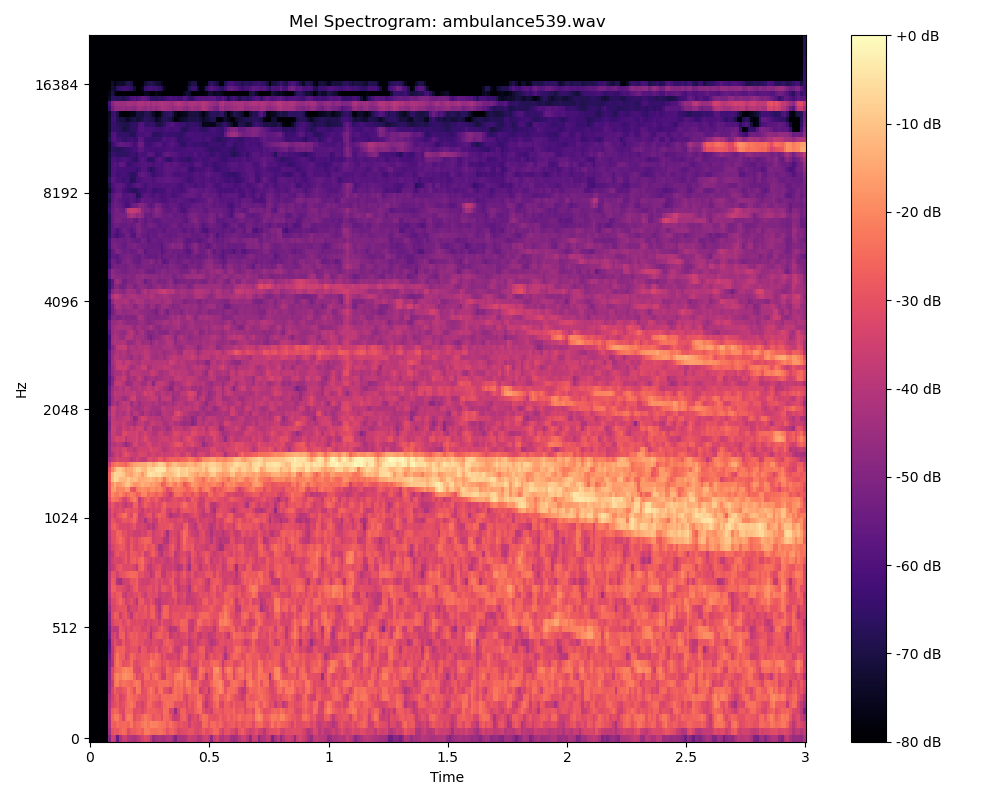 Mel Spectrogram: ambulance539.wav
+0 dB
16384
-10 dB
8192
-20 dB
4096
-30 dB
Hz
-40 dB
2048
-50 dB
1024
-60 dB
512
-70 dB
0
-80 dB
0 0.5 1 1.5 2 2.5 3
Time